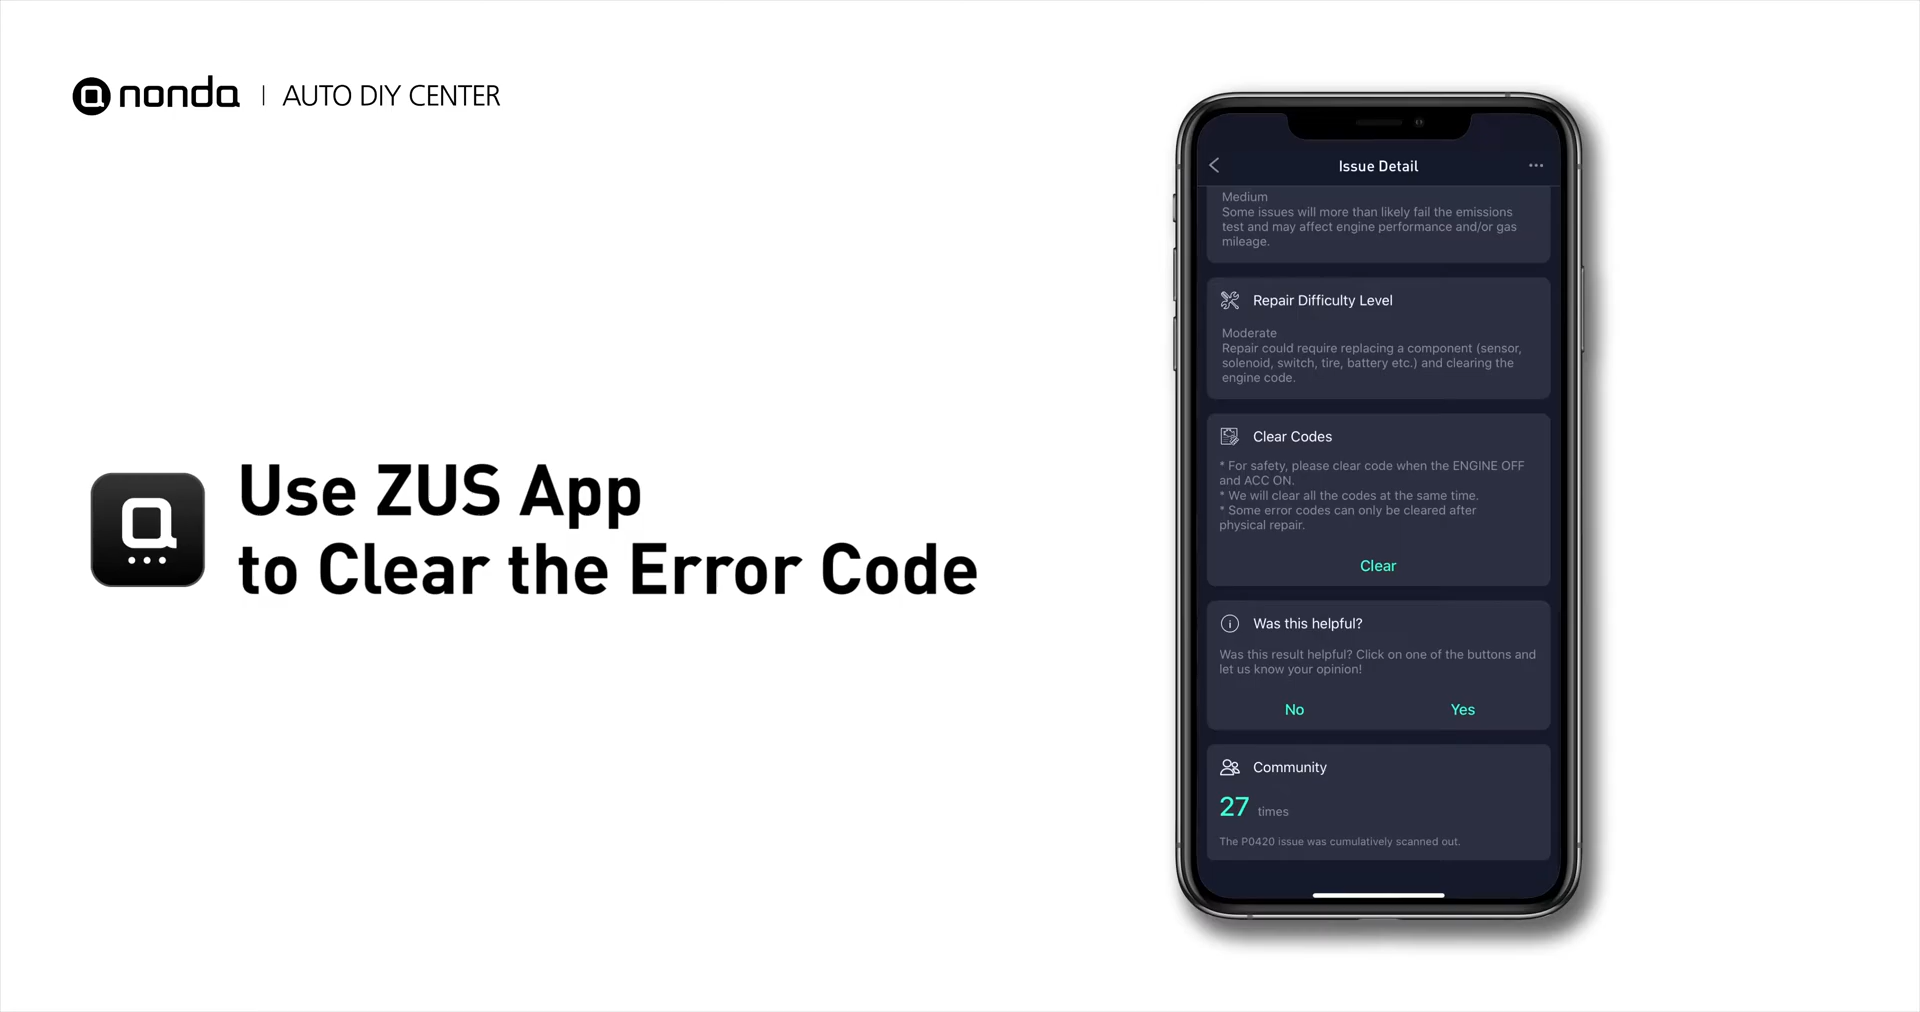 nonda | AUTO DIY CENTER
Use ZUS App
to Clear the Error Code
Issue Detail
Medium
Some issues will more than likely fail the emissions
test and may affect engine performance and/or gas
mileage.
Repair Difficulty Level
Moderate
Repair could require replacing a component (sensor,
solenoid, switch, tire, battery etc.) and clearing the
engine code.
Clear Codes
* For safety, please clear code when the ENGINE OFF
and ACC ON.
* We will clear all the codes at the same time.
* Some error codes can only be cleared after
physical repair.
Clear
Was this helpful?
Was this result helpful? Click on one of the buttons and
let us know your opinion!
No Yes
Community
27 times
The P0420 issue was cumulatively scanned out.